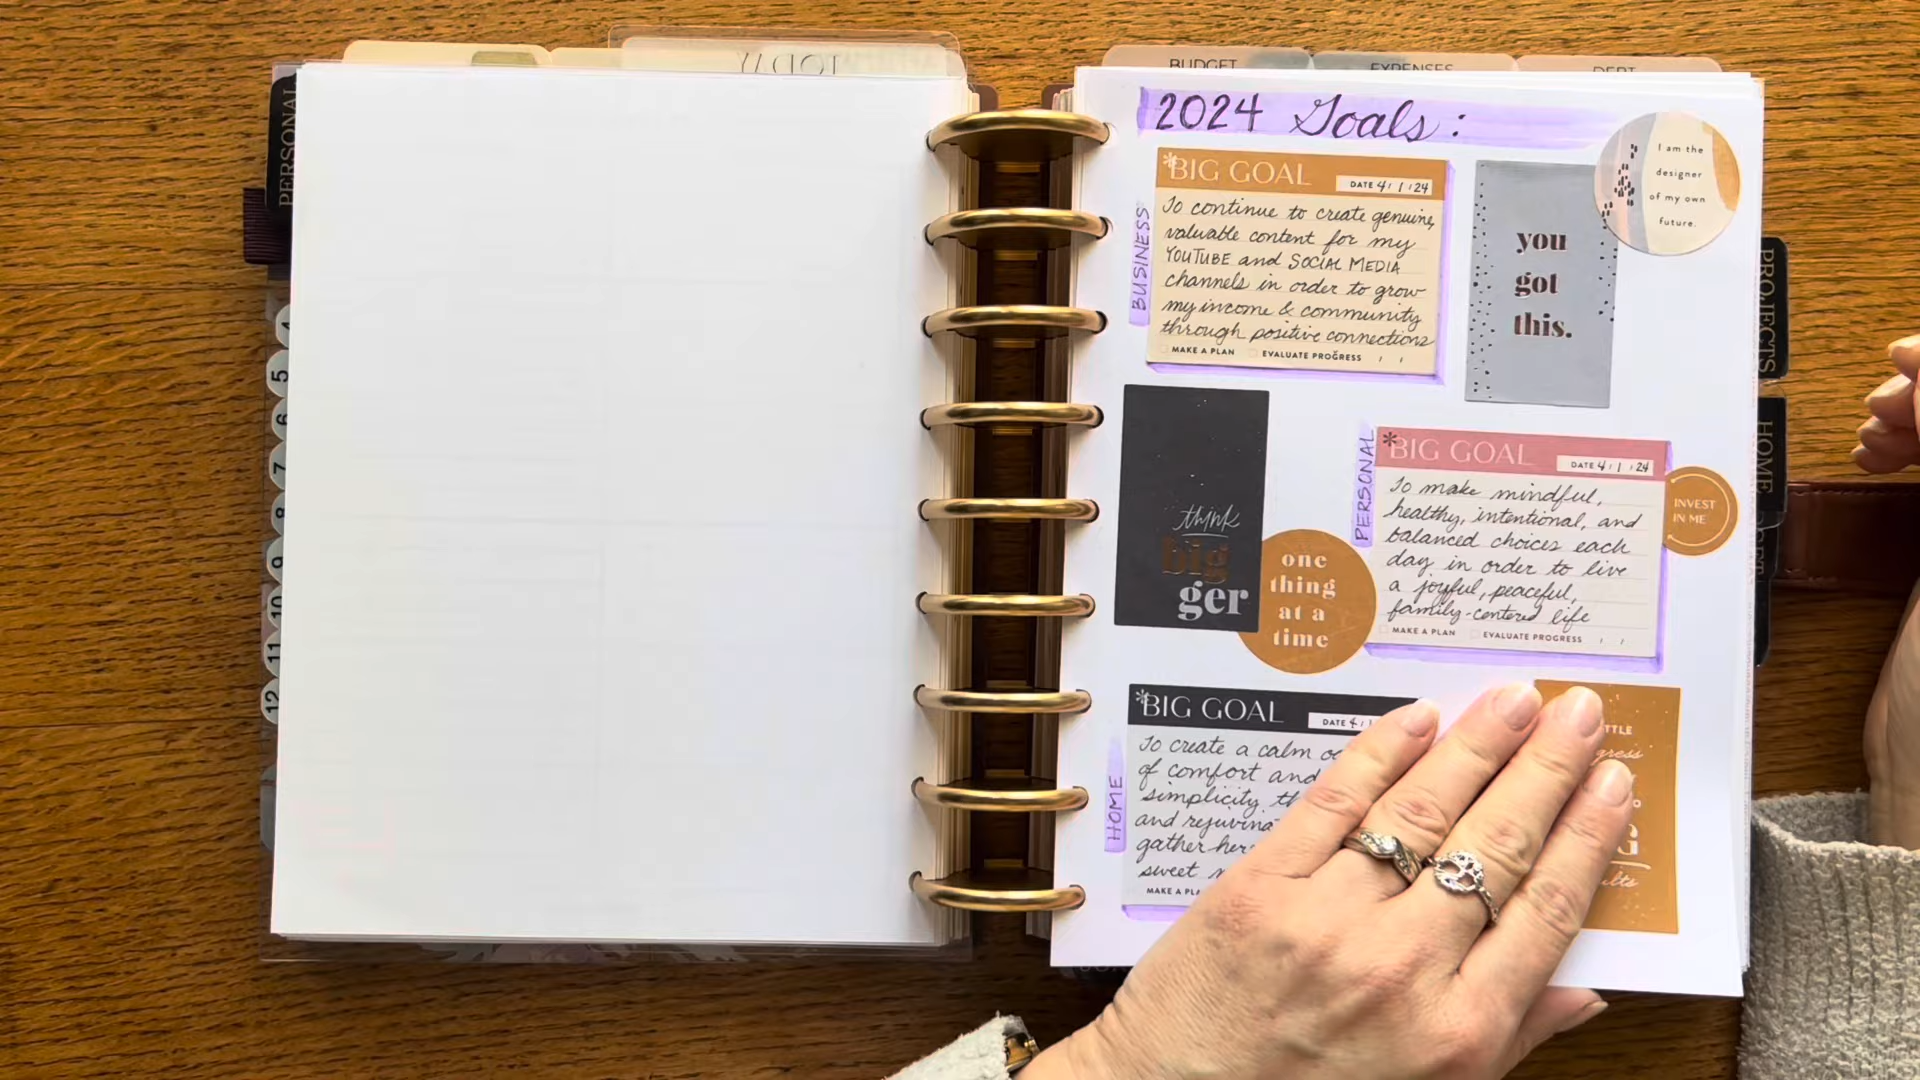 PERSONAL
TODAY
BUDGET
EXPENSES
DEBT
2024 Goals:
I am the
designer
of my own
future.
BUSINESS
*BIG GOAL
DATE 4/1/24
To continue to create genuine,
valuable content for my
YOUTUBE and SOCIAL MEDIA
channels in order to grow
my income & community
through positive connections
MAKE A PLAN EVALUATE PROGRESS / /
you
got
this.
think
big
ger
one
thing
at a
time
PERSONAL
*BIG GOAL
DATE 4/1/24
To make mindful,
healthy, intentional, and
balanced choices each
day in order to live
a joyful, peaceful,
family-centered life
MAKE A PLAN EVALUATE PROGRESS / /
INVEST
IN ME
HOME
*BIG GOAL
DATE 4/1
To create a calm
of comfort and
simplicity
and
gather
sweet
MAKE A
PROJECTS
HOME
4
5
6
7
8
9
10
11
12